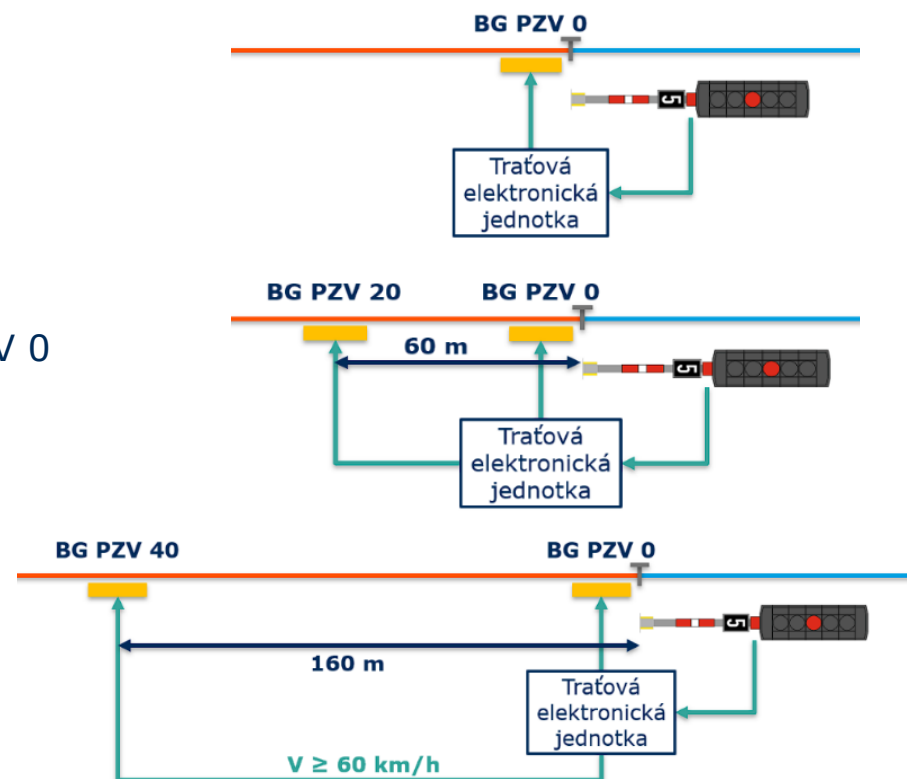 BG PZV 0
5
Traťová
elektronická
jednotka
BG PZV 20 BG PZV 0
V 0
60 m
5
Traťová
elektronická
jednotka
BG PZV 40 BG PZV 0
5
160 m
Traťová
elektronická
jednotka
V ≥ 60 km/h